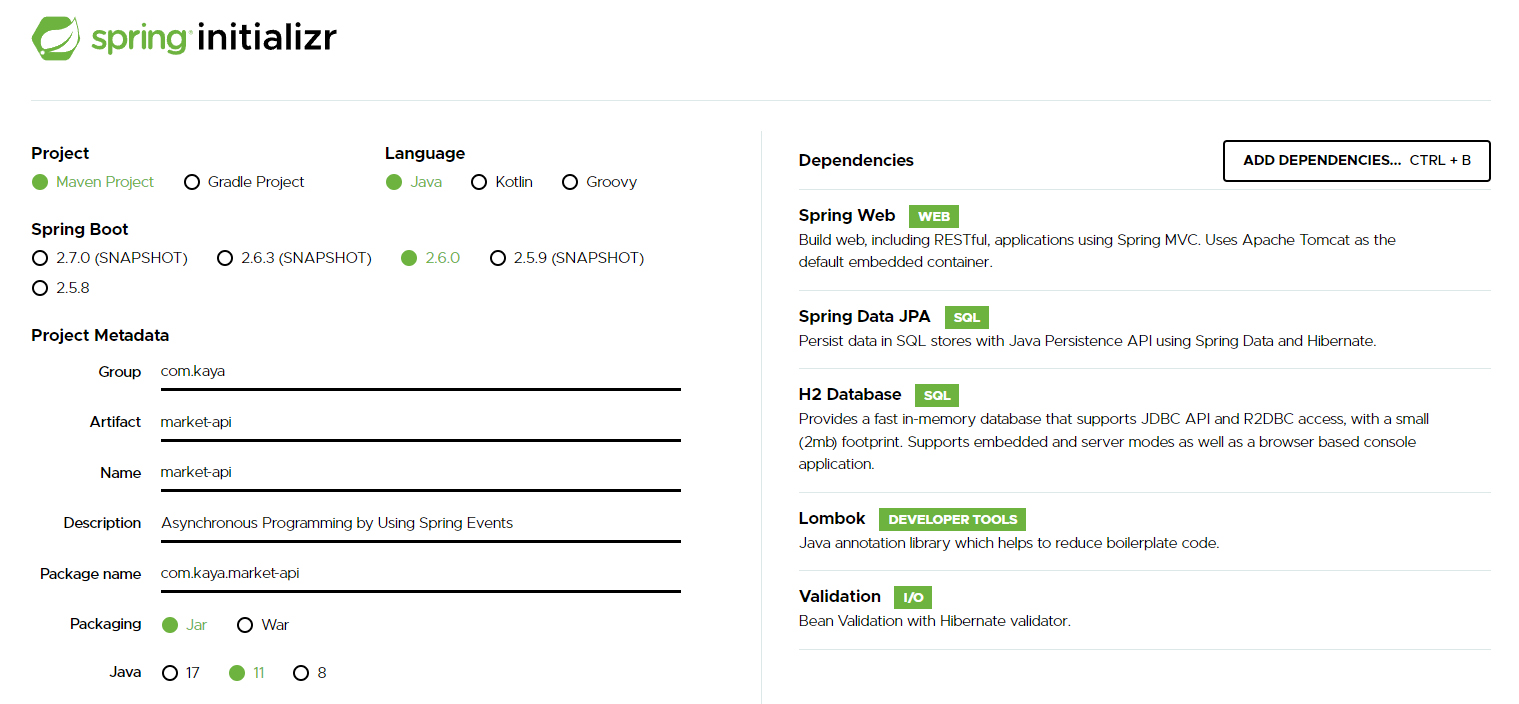 spring initializr
Project
Maven Project Gradle Project
Language
Java Kotlin Groovy
Spring Boot
2.7.0 (SNAPSHOT) 2.6.3 (SNAPSHOT) 2.6.0 2.5.9 (SNAPSHOT)
2.5.8
Project Metadata
Group com.kaya
Artifact market-api
Name market-api
Description Asynchronous Programming by Using Spring Events
Package name com.kaya.market-api
Packaging Jar War
Java 17 11 8
Dependencies ADD DEPENDENCIES... CTRL + B
Spring Web WEB
Build web, including RESTful, applications using Spring MVC. Uses Apache Tomcat as the
default embedded container.
Spring Data JPA SQL
Persist data in SQL stores with Java Persistence API using Spring Data and Hibernate.
H2 Database SQL
Provides a fast in-memory database that supports JDBC API and R2DBC access, with a small
(2mb) footprint. Supports embedded and server modes as well as a browser based console
application.
Lombok DEVELOPER TOOLS
Java annotation library which helps to reduce boilerplate code.
Validation I/O
Bean Validation with Hibernate validator.